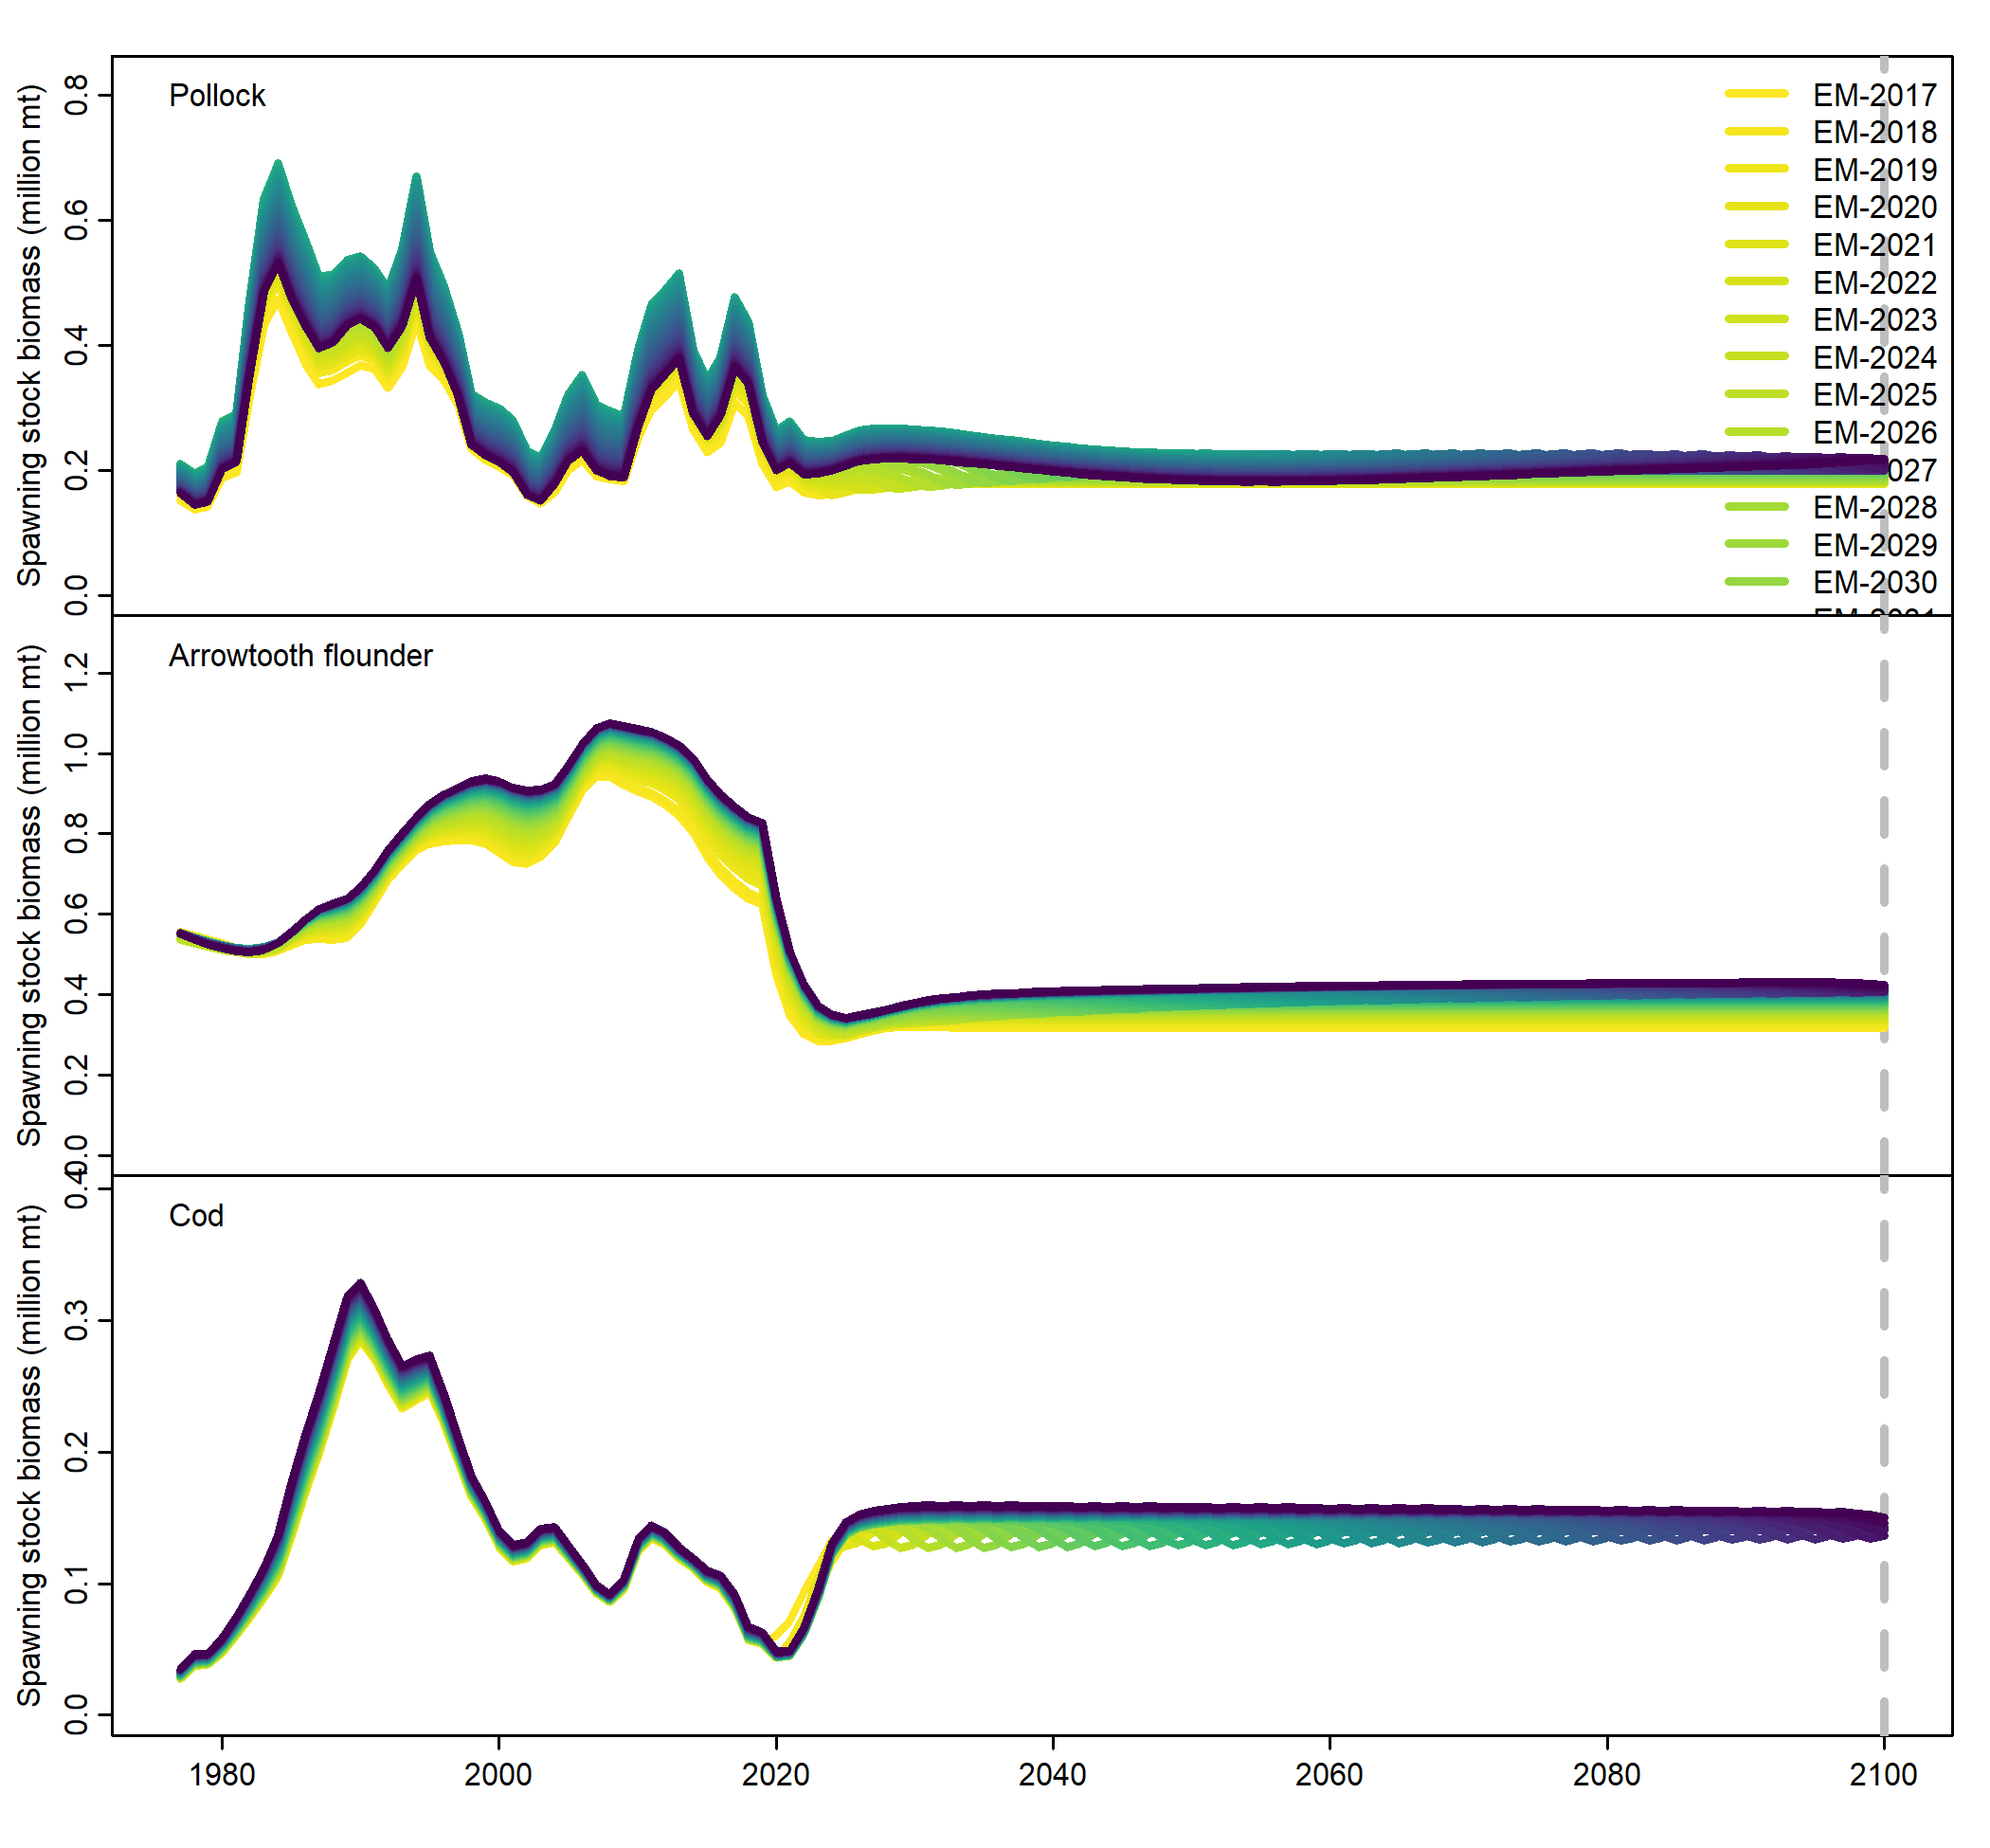 Spawning stock biomass (million mt)
0.8
0.6
0.4
0.2
0.0
Pollock
EM-2017
EM-2018
EM-2019
EM-2020
EM-2021
EM-2022
EM-2023
EM-2024
EM-2025
EM-2026
027
EM-2028
EM-2029
EM-2030
Spawning stock biomass (million mt)
1.2
1.0
0.8
0.6
0.4
0.2
0.0
Arrowtooth flounder
Spawning stock biomass (million mt)
0.4
0.3
0.2
0.1
0.0
Cod
1980 2000 2020 2040 2060 2080 2100